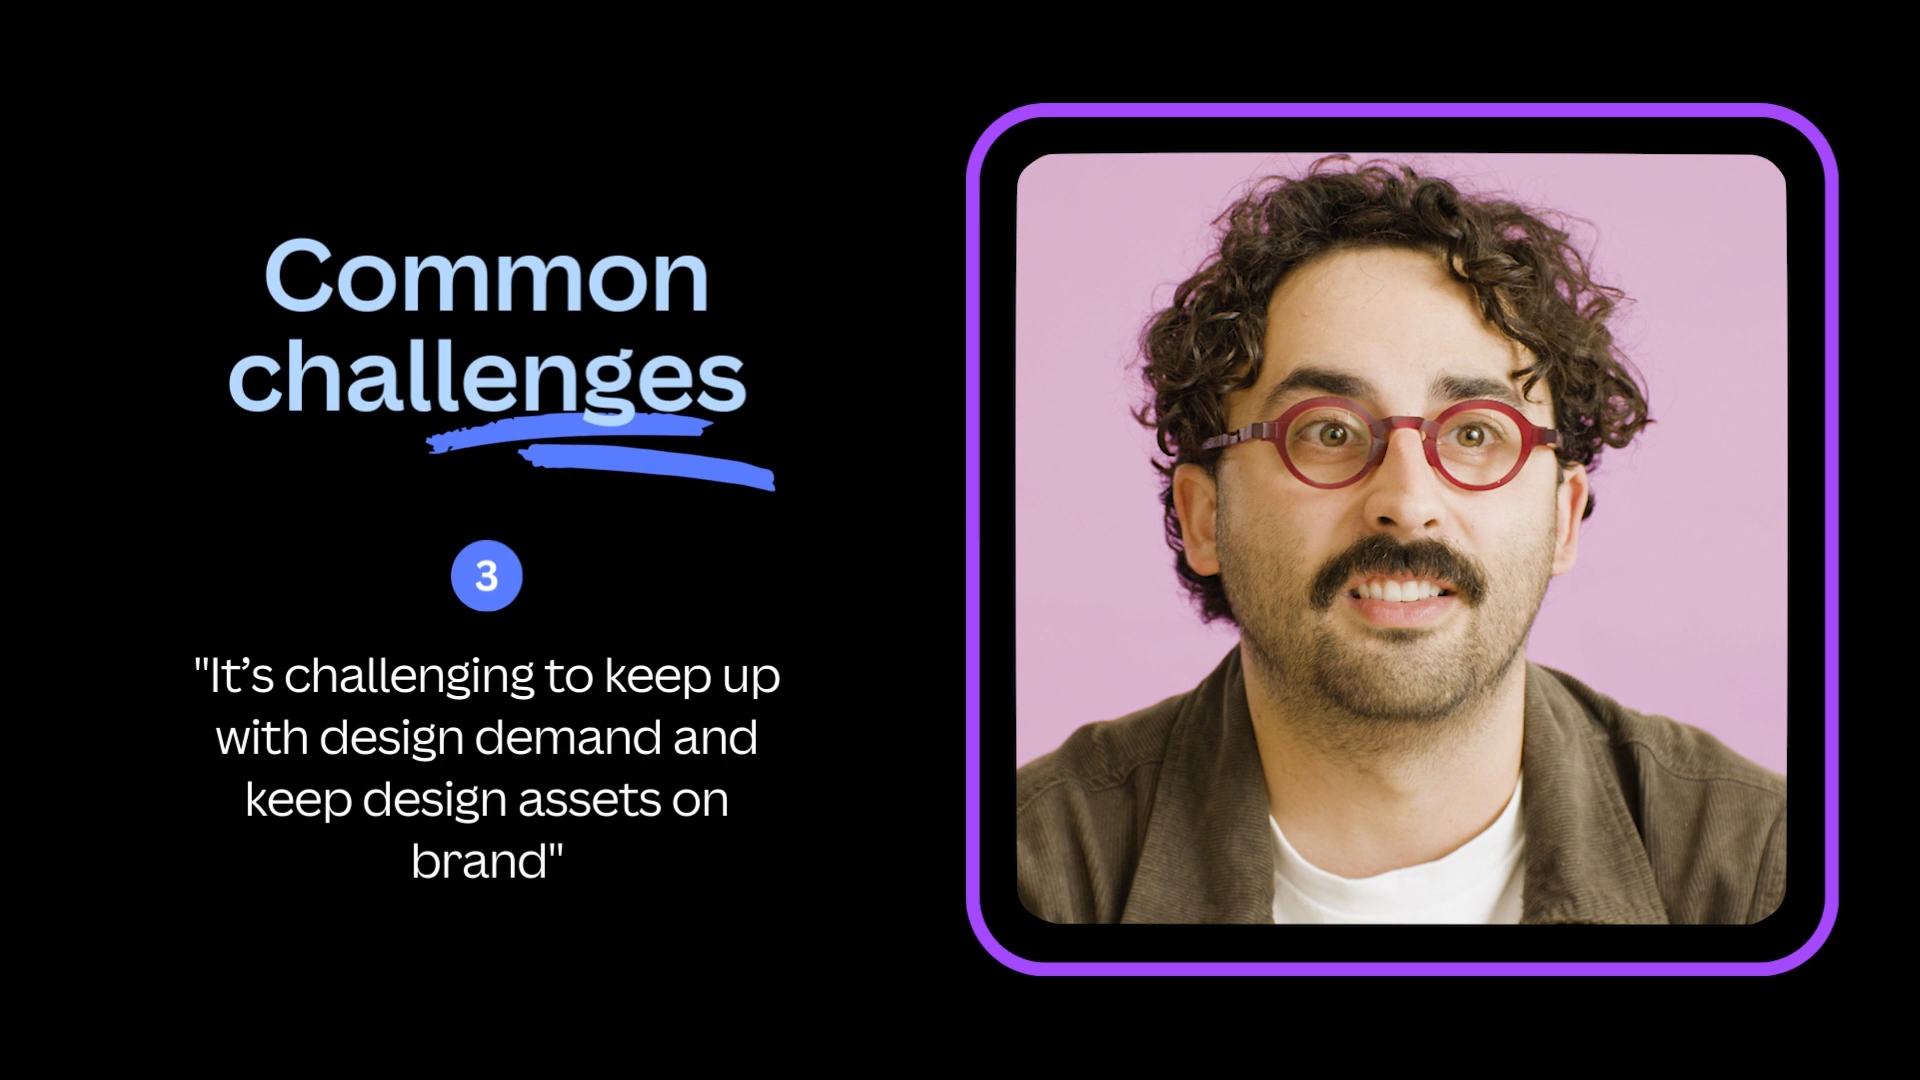 Common
challenges
3
"It’s challenging to keep up
with design demand and
keep design assets on
brand"